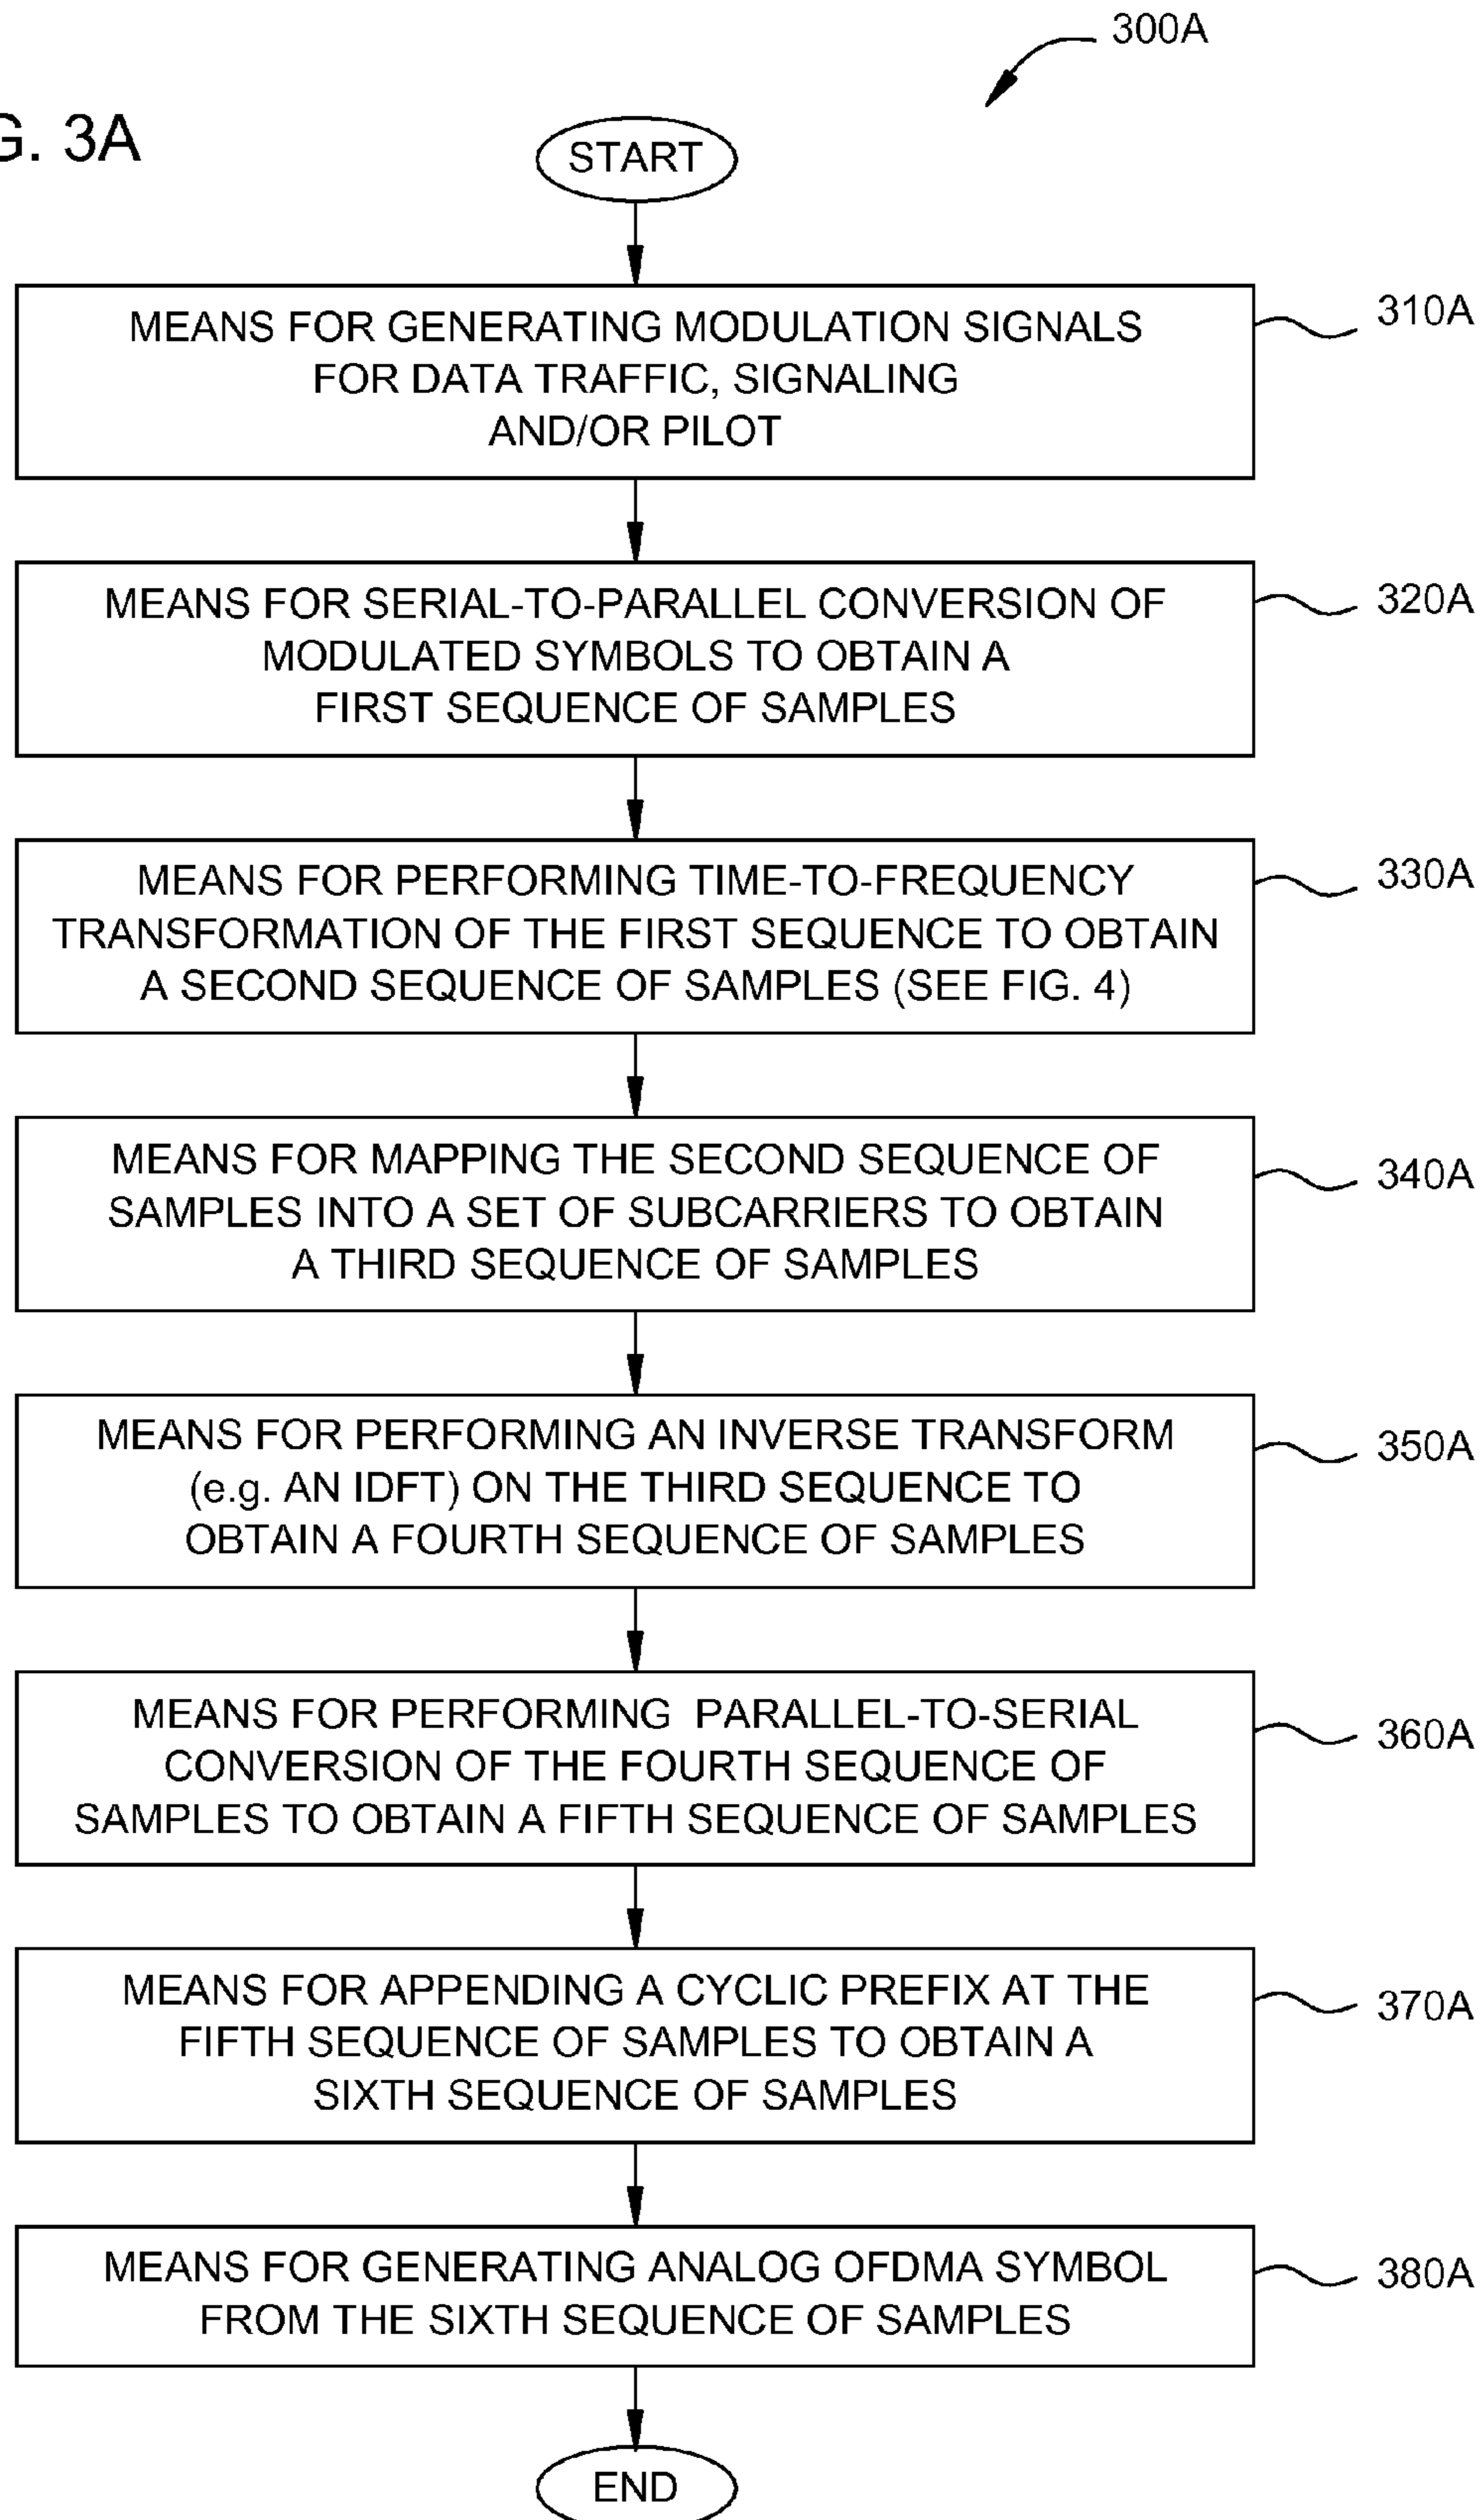 300A
G. 3A
START
MEANS FOR GENERATING MODULATION SIGNALS
FOR DATA TRAFFIC, SIGNALING
AND/OR PILOT
310A
MEANS FOR SERIAL-TO-PARALLEL CONVERSION OF
MODULATED SYMBOLS TO OBTAIN A
FIRST SEQUENCE OF SAMPLES
320A
MEANS FOR PERFORMING TIME-TO-FREQUENCY
TRANSFORMATION OF THE FIRST SEQUENCE TO OBTAIN
A SECOND SEQUENCE OF SAMPLES (SEE FIG. 4)
330A
MEANS FOR MAPPING THE SECOND SEQUENCE OF
SAMPLES INTO A SET OF SUBCARRIERS TO OBTAIN
A THIRD SEQUENCE OF SAMPLES
340A
MEANS FOR PERFORMING AN INVERSE TRANSFORM
(e.g. AN IDFT) ON THE THIRD SEQUENCE TO
OBTAIN A FOURTH SEQUENCE OF SAMPLES
350A
MEANS FOR PERFORMING PARALLEL-TO-SERIAL
CONVERSION OF THE FOURTH SEQUENCE OF
SAMPLES TO OBTAIN A FIFTH SEQUENCE OF SAMPLES
360A
MEANS FOR APPENDING A CYCLIC PREFIX AT THE
FIFTH SEQUENCE OF SAMPLES TO OBTAIN A
SIXTH SEQUENCE OF SAMPLES
370A
MEANS FOR GENERATING ANALOG OFDMA SYMBOL
FROM THE SIXTH SEQUENCE OF SAMPLES
380A
END